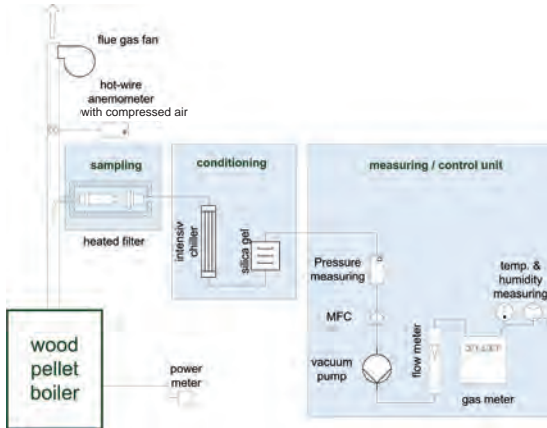 flue gas fan
hot-wire
anemometer
with compressed air
sampling
conditioning
measuring / control unit
heated filter
intensiv
chiller
silica gel
Pressure
measuring
temp. &
humidity
measuring
MFC
vacuum
pump
flow meter
gas meter
wood
pellet
boiler
power
meter